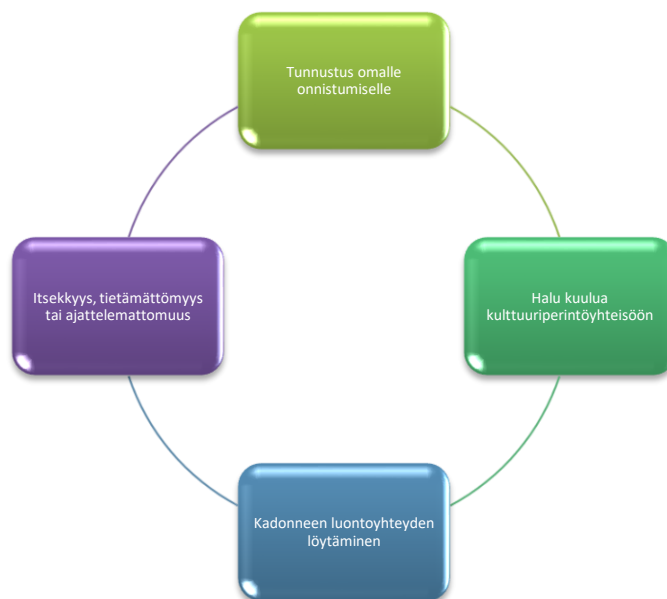 Tunnustus omalle
onnistumiselle
Halu kuulua
kulttuuriperintöyhteisöön
Kadonneen luontoyhteyden
löytäminen
Itsekkyys, tietämättömyys
tai ajattelemattomuus